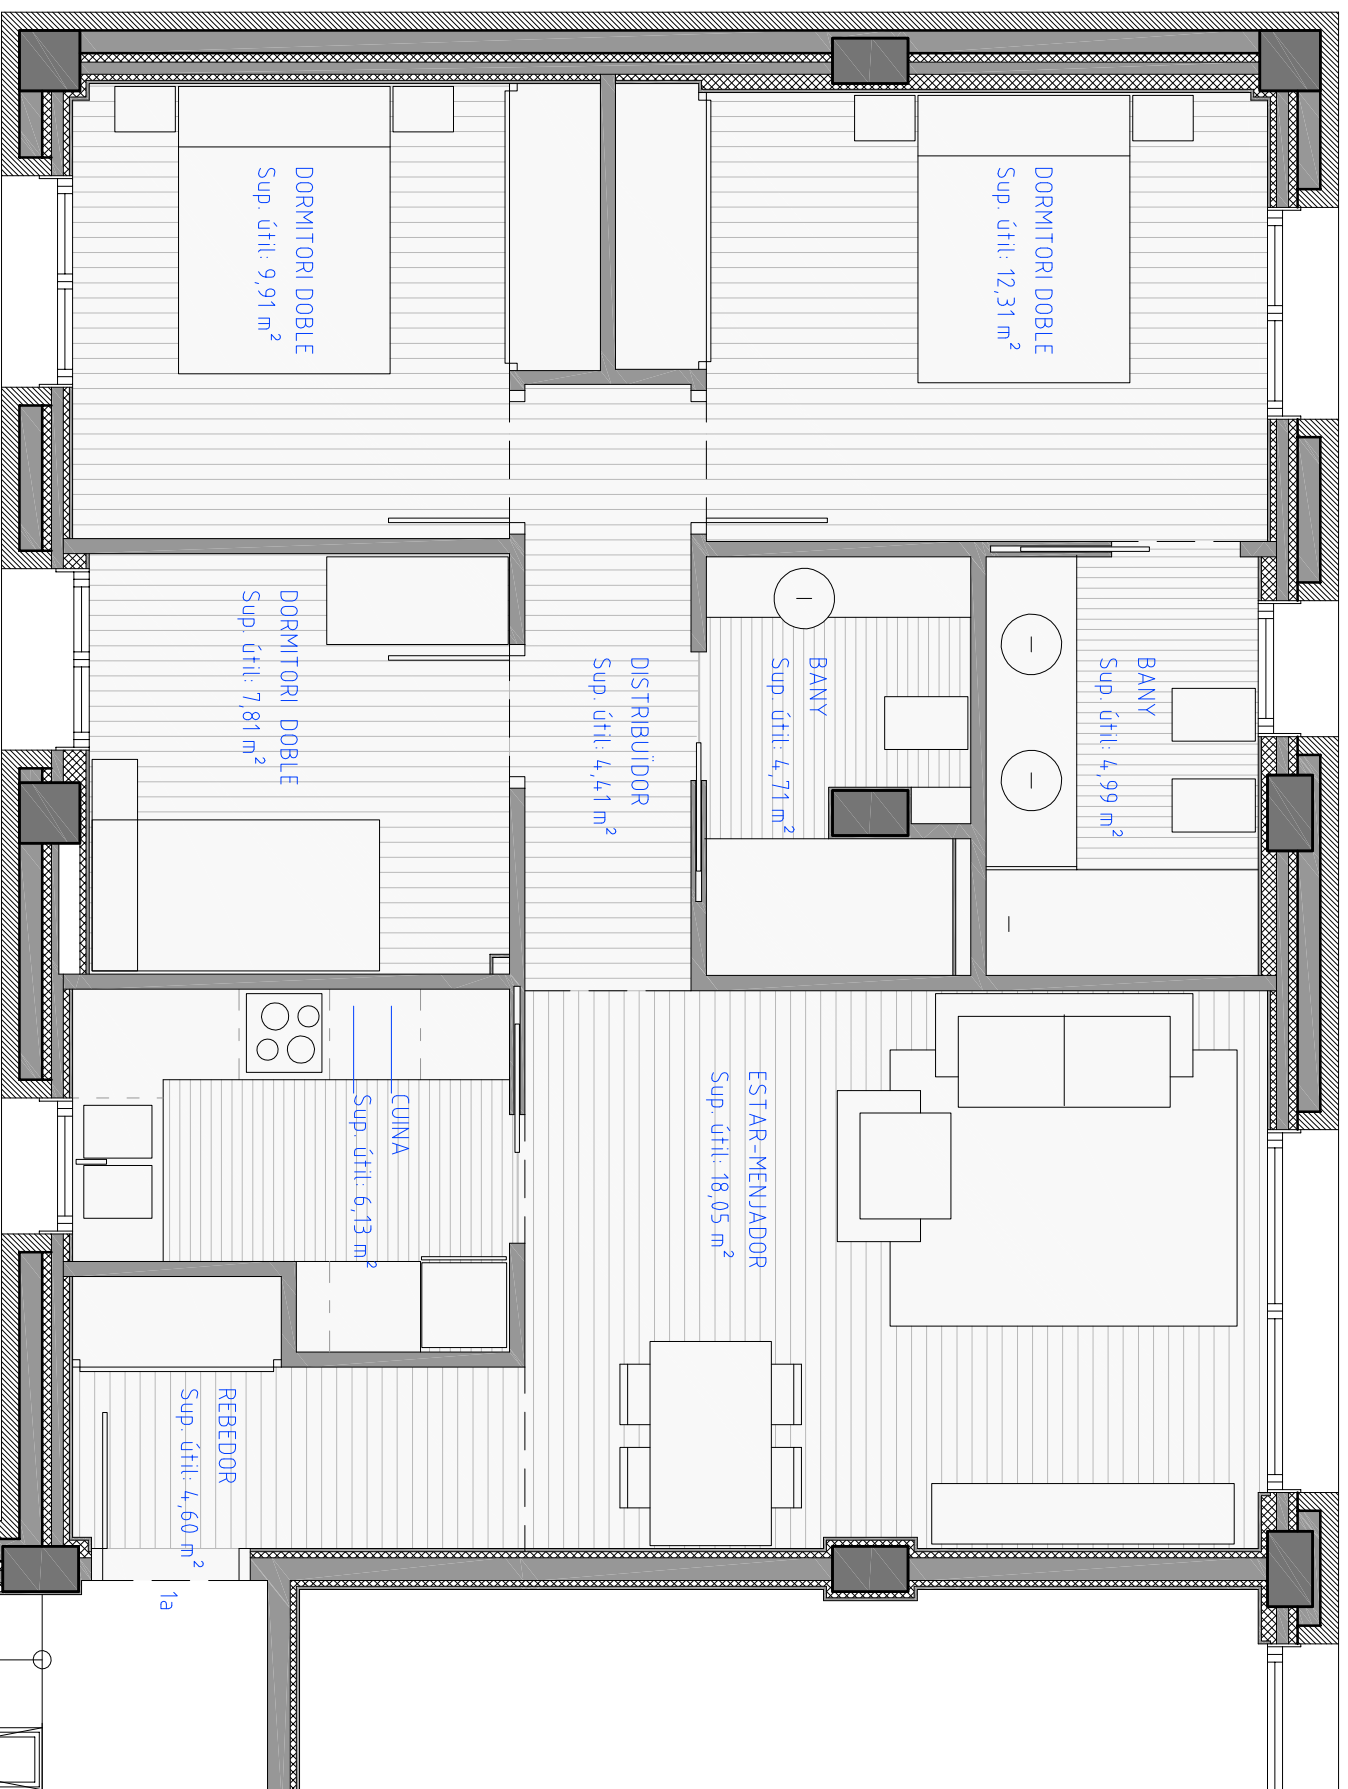 DORMITORI DOBLE
Sup. útil: 12,31 m²
DORMITORI DOBLE
Sup. útil: 9,91 m²
DORMITORI DOBLE
Sup. útil: 7,81 m²
DISTRIBUÏDOR
Sup. útil: 4,41 m²
BANY
Sup. útil: 4,71 m²
BANY
Sup. útil: 4,99 m²
ESTAR-MENJADOR
Sup. útil: 18,05 m²
CUINA
Sup. útil: 6,13 m²
REBEDOR
Sup. útil: 4,60 m²
1a